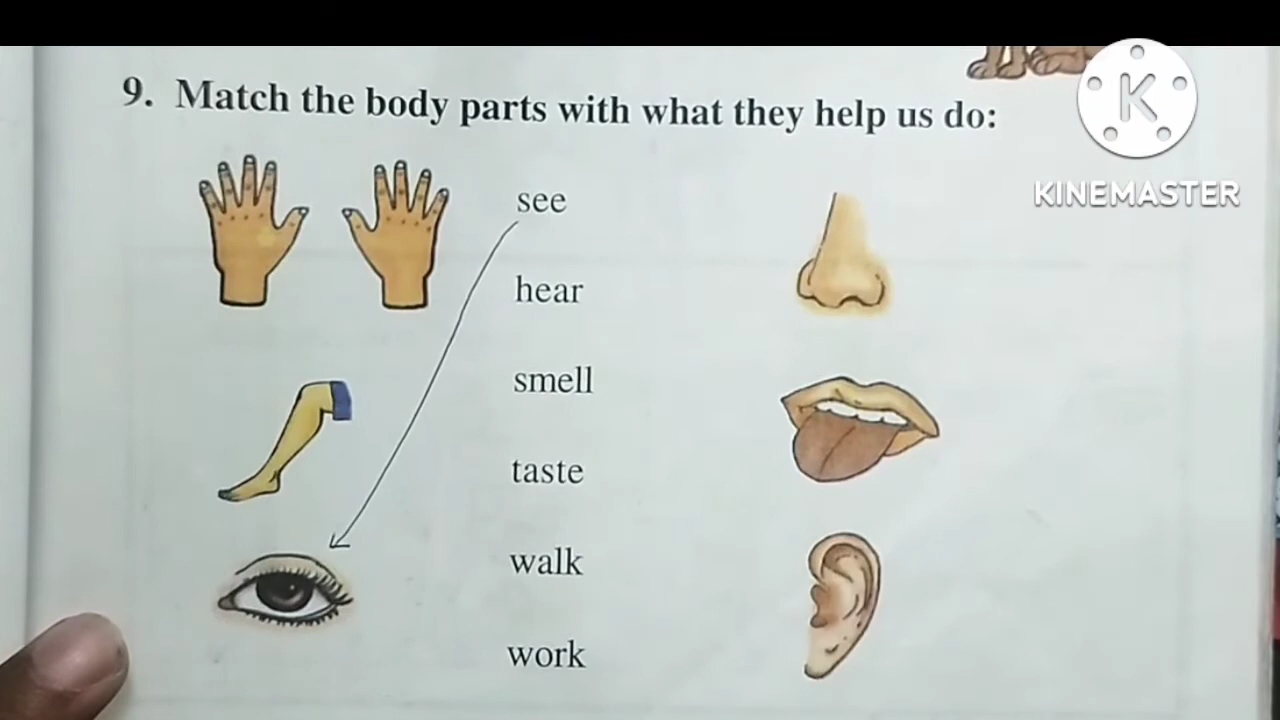 9. Match the body parts with what they help us do:
K
KINEMASTER
see
hear
smell
taste
walk
work